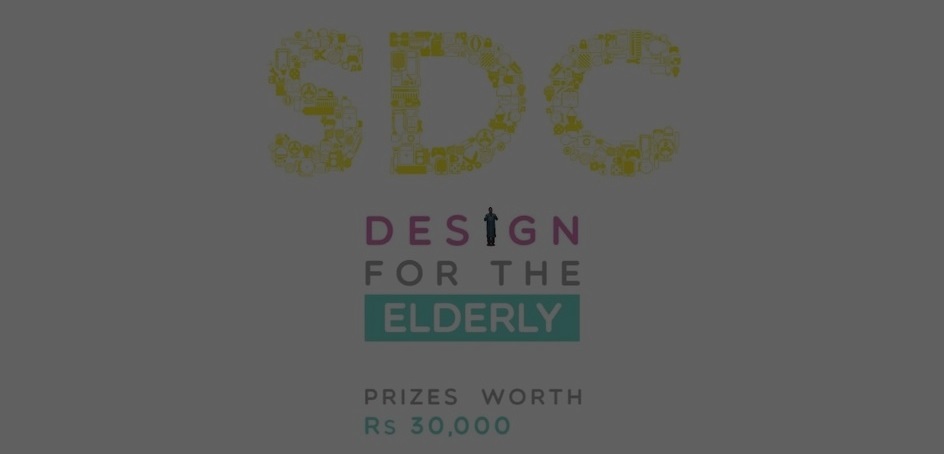 SDC
DESIGN
FOR THE
ELDERLY
PRIZES WORTH
Rs 30,000